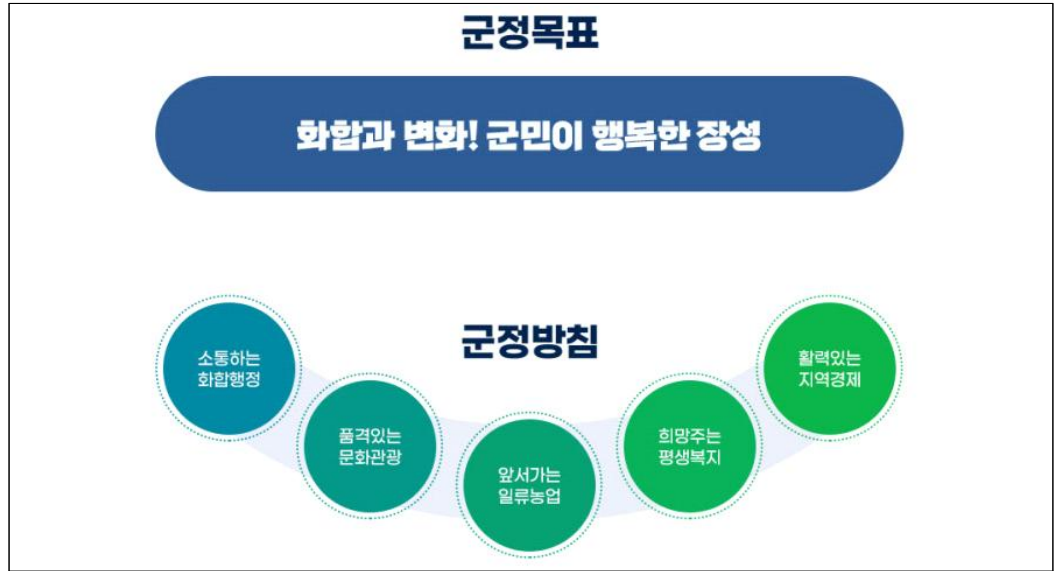 군정목표
화합과 변화! 군민이 행복한 장성
군정방침
소통하는
화합행정
품격있는
문화관광
앞서가는
일류농업
희망주는
평생복지
활력있는
지역경제